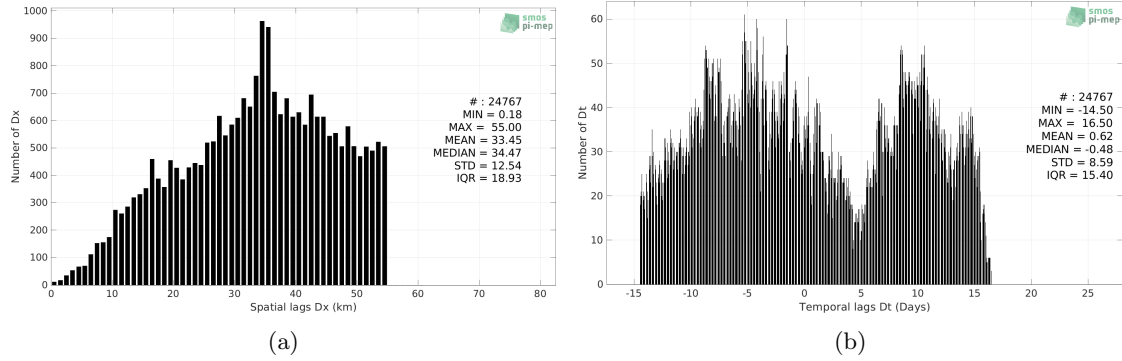 1000
900
800
700
600
500
400
300
200
100
0
Number of Dx
0 10 20 30 40 50 60 70 80
Spatial lags Dx (km)
smos
pi-mep
# : 24767
MIN = 0.18
MAX = 55.00
MEAN = 33.45
MEDIAN = 34.47
STD = 12.54
IQR = 18.93
(a)
60
50
40
30
20
10
0
Number of Dt
-15 -10 -5 0 5 10 15 20 25
Temporal lags Dt (Days)
smos
pi-mep
# : 24767
MIN = -14.50
MAX = 16.50
MEAN = 0.62
MEDIAN = -0.48
STD = 8.59
IQR = 15.40
(b)